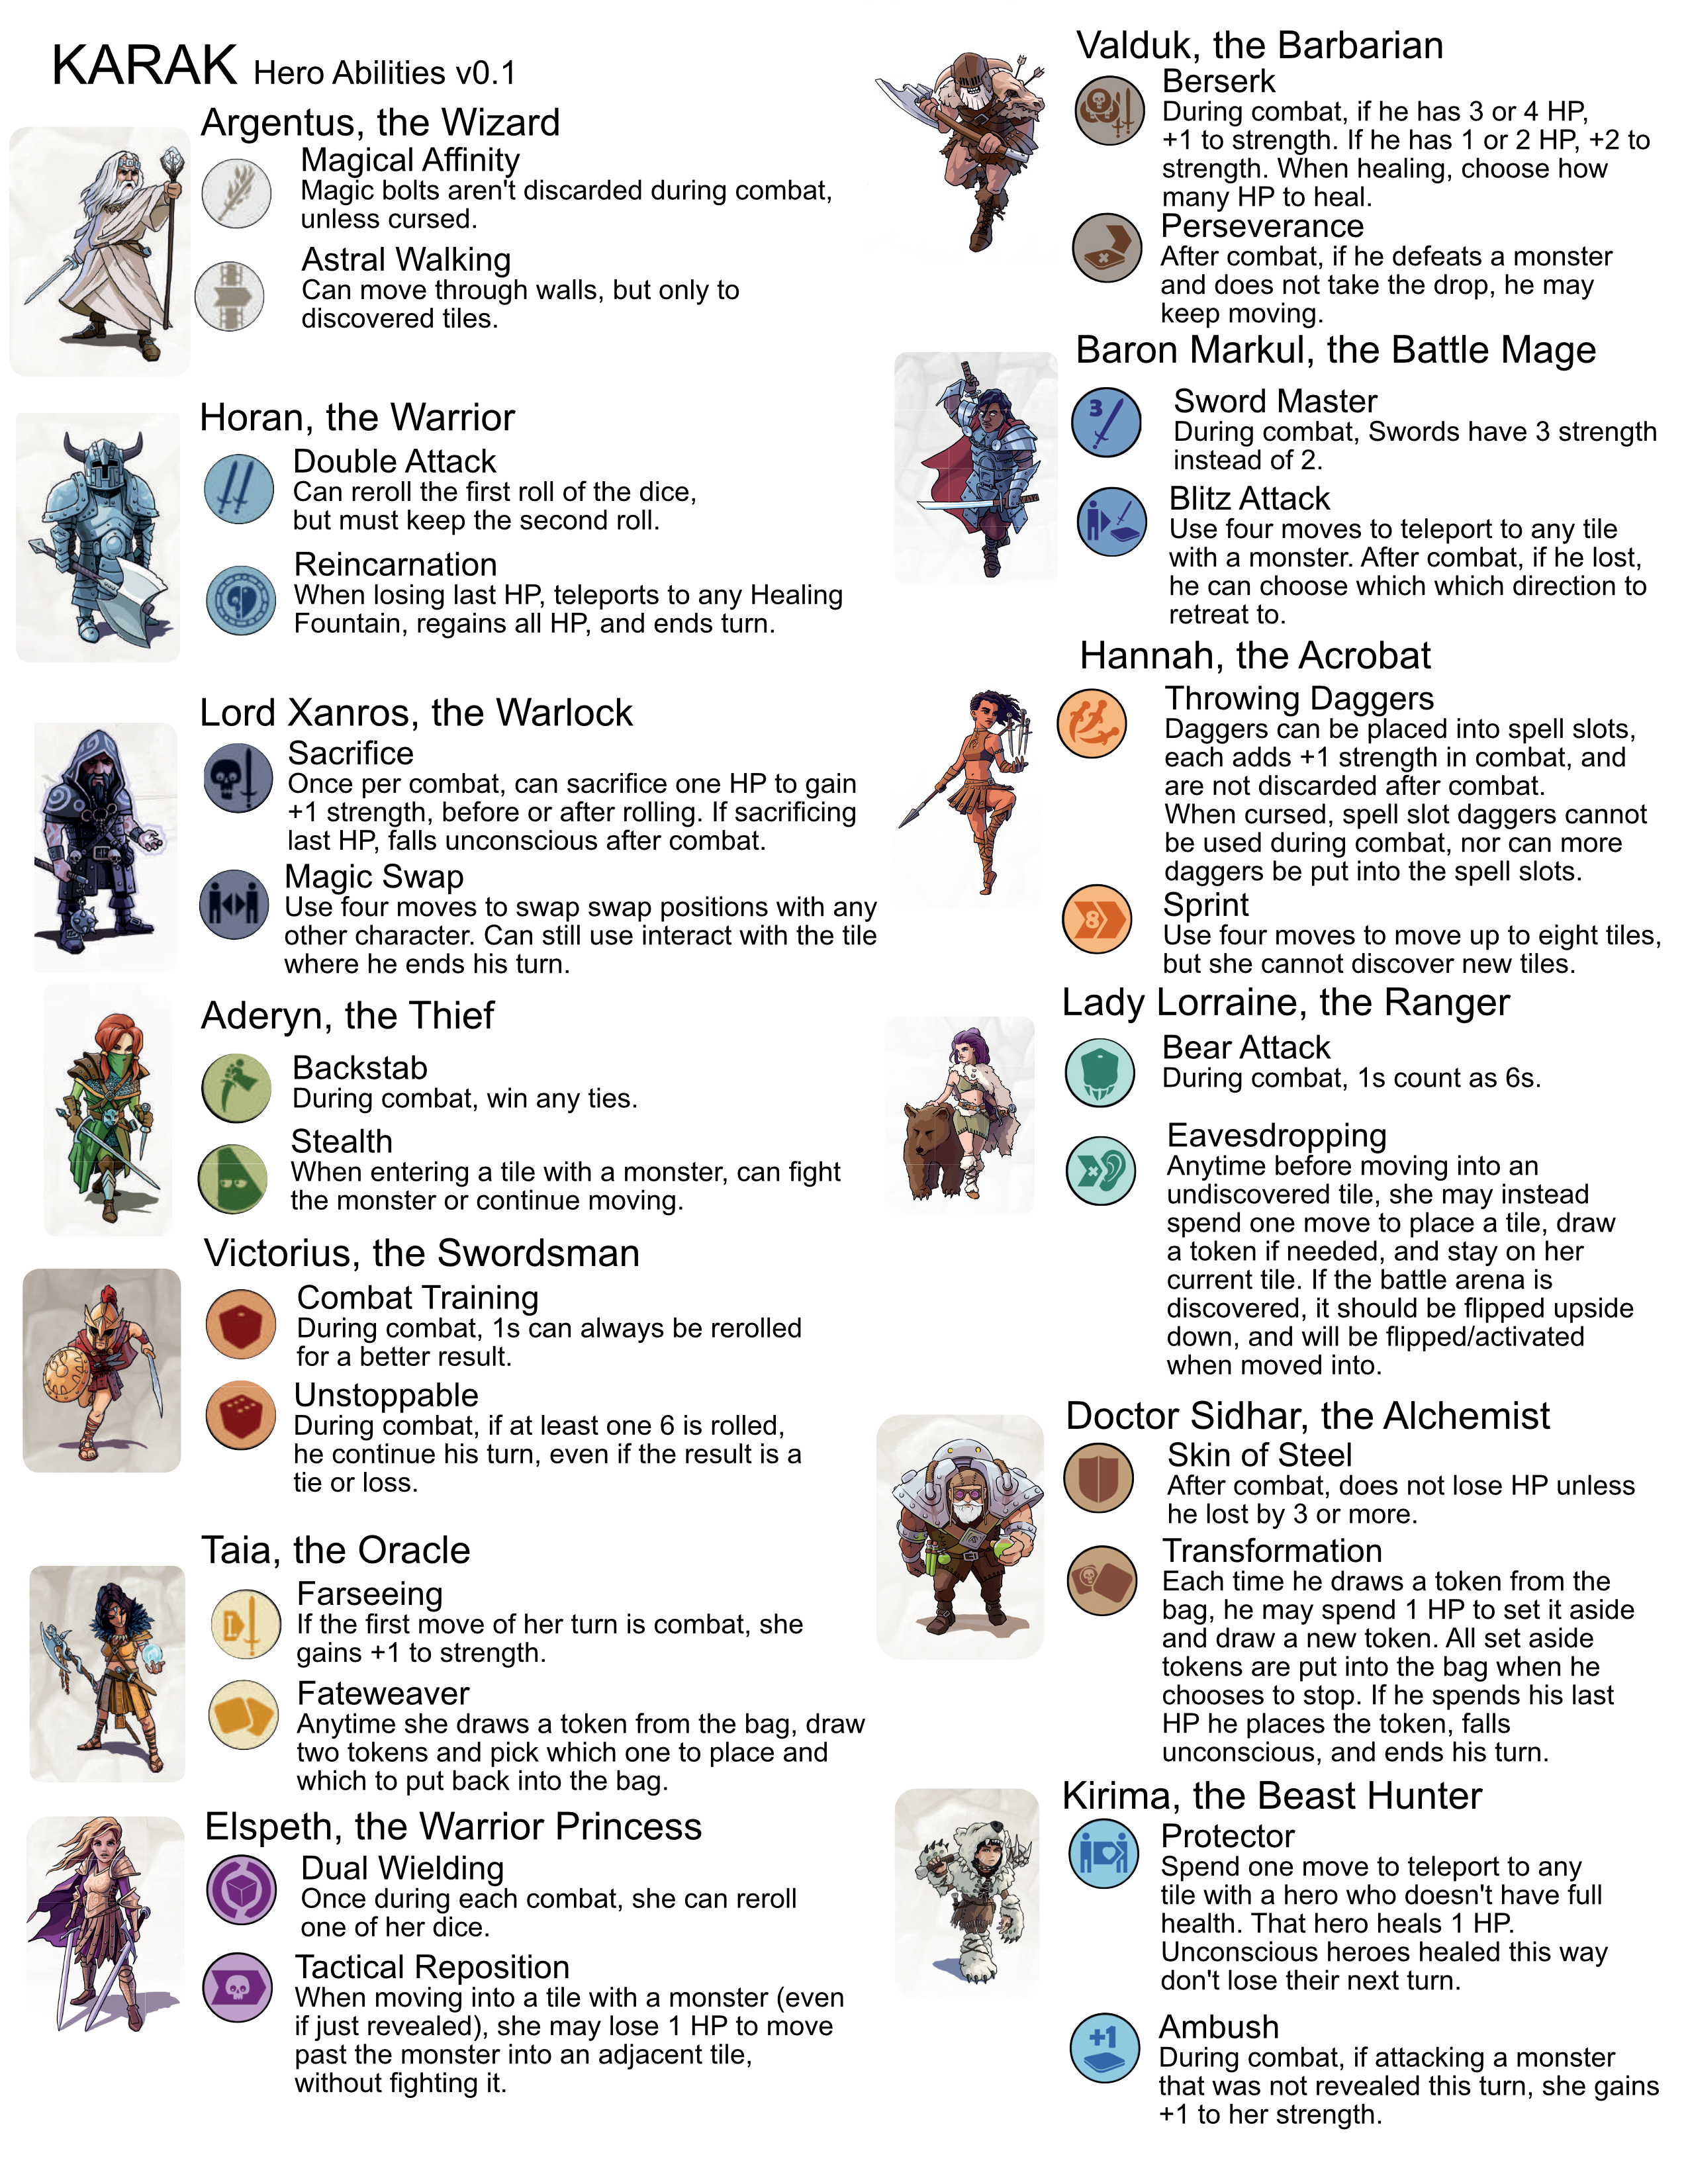 KARAK Hero Abilities v0.1
Argentus, the Wizard
Magical Affinity
Magic bolts aren't discarded during combat,
unless cursed.
Astral Walking
Can move through walls, but only to
discovered tiles.
Horan, the Warrior
Double Attack
Can reroll the first roll of the dice,
but must keep the second roll.
Reincarnation
When losing last HP, teleports to any Healing
Fountain, regains all HP, and ends turn.
Lord Xanros, the Warlock
Sacrifice
Once per combat, can sacrifice one HP to gain
+1 strength, before or after rolling. If sacrificing
last HP, falls unconscious after combat.
Magic Swap
Use four moves to swap swap positions with any
other character. Can still use interact with the tile
where he ends his turn.
Aderyn, the Thief
Backstab
During combat, win any ties.
Stealth
When entering a tile with a monster, can fight
the monster or continue moving.
Victorius, the Swordsman
Combat Training
During combat, 1s can always be rerolled
for a better result.
Unstoppable
During combat, if at least one 6 is rolled,
he continue his turn, even if the result is a
tie or loss.
Taia, the Oracle
Farseeing
If the first move of her turn is combat, she
gains +1 to strength.
Fateweaver
Anytime she draws a token from the bag, draw
two tokens and pick which one to place and
which to put back into the bag.
Elspeth, the Warrior Princess
Dual Wielding
Once during each combat, she can reroll
one of her dice.
Tactical Reposition
When moving into a tile with a monster (even
if just revealed), she may lose 1 HP to move
past the monster into an adjacent tile,
without fighting it.
Valduk, the Barbarian
Berserk
During combat, if he has 3 or 4 HP,
+1 to strength. If he has 1 or 2 HP, +2 to
strength. When healing, choose how
many HP to heal.
Perseverance
After combat, if he defeats a monster
and does not take the drop, he may
keep moving.
Baron Markul, the Battle Mage
3
Sword Master
During combat, Swords have 3 strength
instead of 2.
Blitz Attack
Use four moves to teleport to any tile
with a monster. After combat, if he lost,
he can choose which which direction to
retreat to.
Hannah, the Acrobat
Throwing Daggers
Daggers can be placed into spell slots,
each adds +1 strength in combat, and
are not discarded after combat.
When cursed, spell slot daggers cannot
be used during combat, nor can more
daggers be put into the spell slots.
8
Sprint
Use four moves to move up to eight tiles,
but she cannot discover new tiles.
Lady Lorraine, the Ranger
Bear Attack
During combat, 1s count as 6s.
Eavesdropping
Anytime before moving into an
undiscovered tile, she may instead
spend one move to place a tile, draw
a token if needed, and stay on her
current tile. If the battle arena is
discovered, it should be flipped upside
down, and will be flipped/activated
when moved into.
Doctor Sidhar, the Alchemist
Skin of Steel
After combat, does not lose HP unless
he lost by 3 or more.
Transformation
Each time he draws a token from the
bag, he may spend 1 HP to set it aside
and draw a new token. All set aside
tokens are put into the bag when he
chooses to stop. If he spends his last
HP he places the token, falls
unconscious, and ends his turn.
Kirima, the Beast Hunter
Protector
Spend one move to teleport to any
tile with a hero who doesn't have full
health. That hero heals 1 HP.
Unconscious heroes healed this way
don't lose their next turn.
+1
Ambush
During combat, if attacking a monster
that was not revealed this turn, she gains
+1 to her strength.